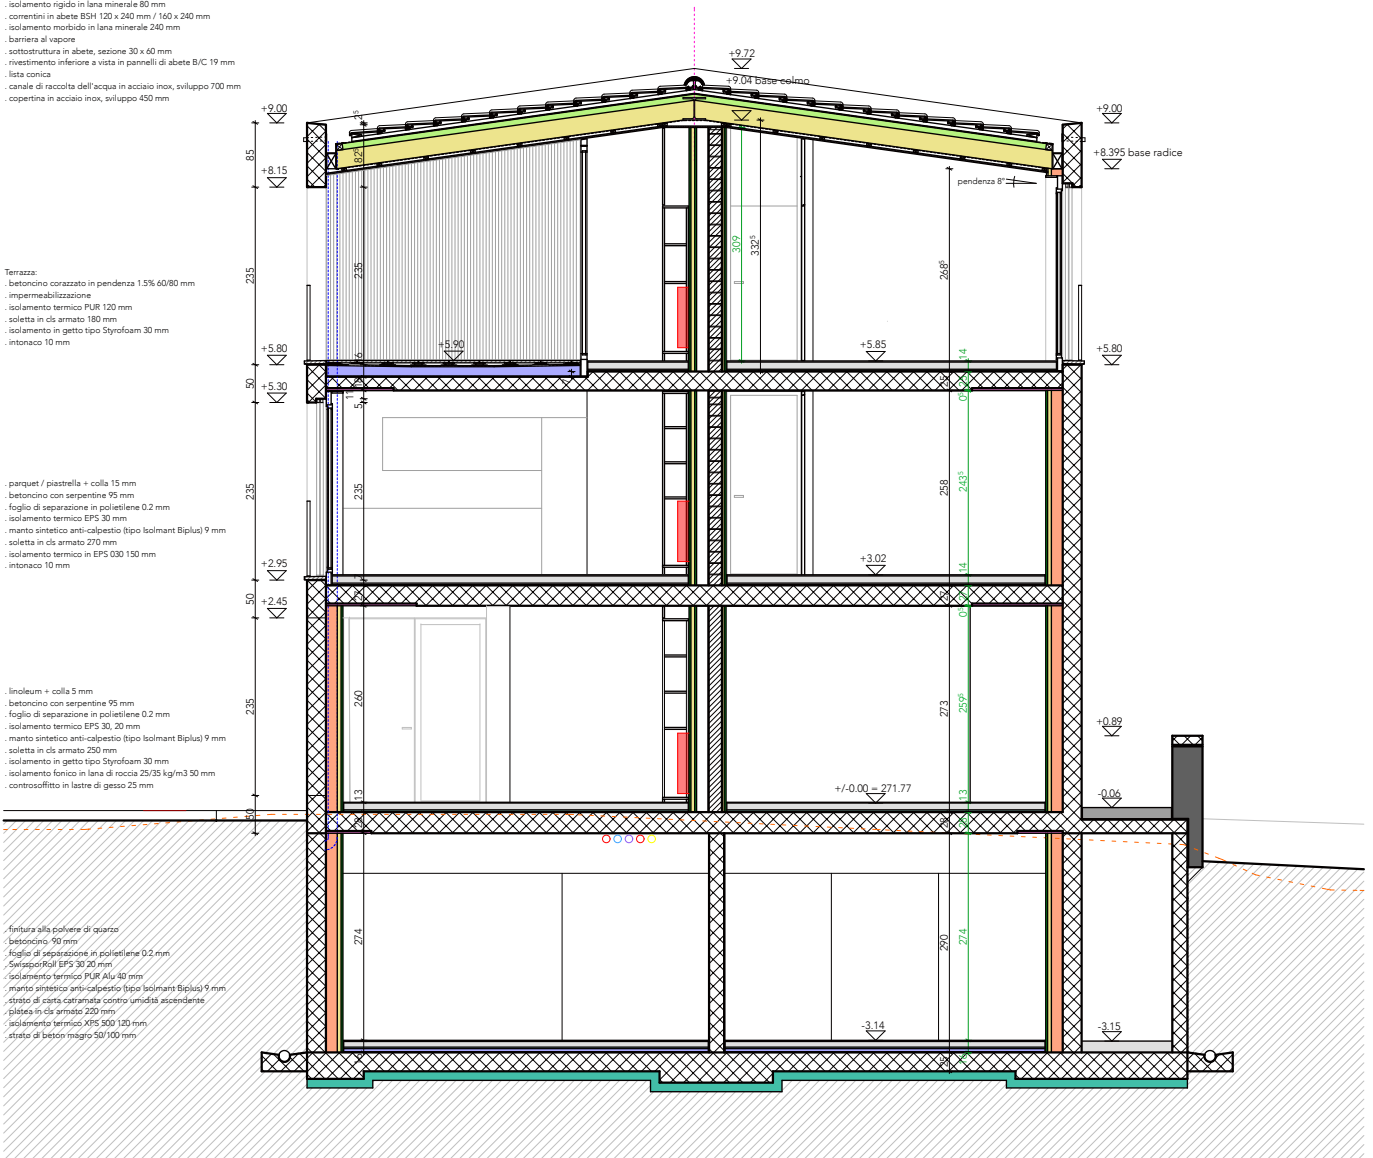 . isolamento rigido in lana minerale 80 mm
. correntini in abete BSH 120 x 240 mm / 160 x 240 mm
. isolamento morbido in lana minerale 240 mm
. barriera al vapore
. sottostruttura in abete, sezione 30 x 60 mm
. rivestimento inferiore a vista in pannelli di abete B/C 19 mm
. lista conica
. canale di raccolta dell'acqua in acciaio inox, sviluppo 700 mm
. copertina in acciaio inox, sviluppo 450 mm
Terrazza:
. betoncino corazzato in pendenza 1.5% 60/80 mm
. impermeabilizzazione
. isolamento termico PUR 120 mm
. soletta in cls armato 180 mm
. isolamento in getto tipo Styrofoam 30 mm
. intonaco 10 mm
. parquet / piastrella + colla 15 mm
. betoncino con serpentine 95 mm
. foglio di separazione in polietilene 0.2 mm
. isolamento termico EPS 30 mm
. manto sintetico anti-calpestio (tipo Isolmant Biplus) 9 mm
. soletta in cls armato 270 mm
. isolamento termico in EPS 030 150 mm
. intonaco 10 mm
. linoleum + colla 5 mm
. betoncino con serpentine 95 mm
. foglio di separazione in polietilene 0.2 mm
. isolamento termico EPS 30, 20 mm
. manto sintetico anti-calpestio (tipo Isolmant Biplus) 9 mm
. soletta in cls armato 250 mm
. isolamento in getto tipo Styrofoam 30 mm
. isolamento fonico in lana di roccia 25/35 kg/m3 50 mm
. controsoffitto in lastre di gesso 25 mm
. finitura alla polvere di quarzo
. betoncino 90 mm
. foglio di separazione in polietilene 0.2 mm
. SwissporRoll EPS 30 20 mm
. isolamento termico PUR Alu 40 mm
. manto sintetico anti-calpestio (tipo Isolmant Biplus) 9 mm
. strato di carta catramata contro umidità ascendente
. platea in cls armato 220 mm
. isolamento termico XPS 500 120 mm
. strato di beton magro 50/100 mm
+9.72
+9.04 base colmo
+9.00
+9.00
+8.395 base radice
+8.15
pendenza 8°
85
82⁵
2⁵
235
235
309
332⁵
268⁵
+5.90
+5.85
+5.80
+5.80
+5.30
14
50
235
235
258
243⁵
+3.02
+2.95
+2.45
14
50
235
260
273
259⁵
+0.89
+/-0.00 = 271.77
-0.06
13
13
50
274
290
274
-3.14
-3.15